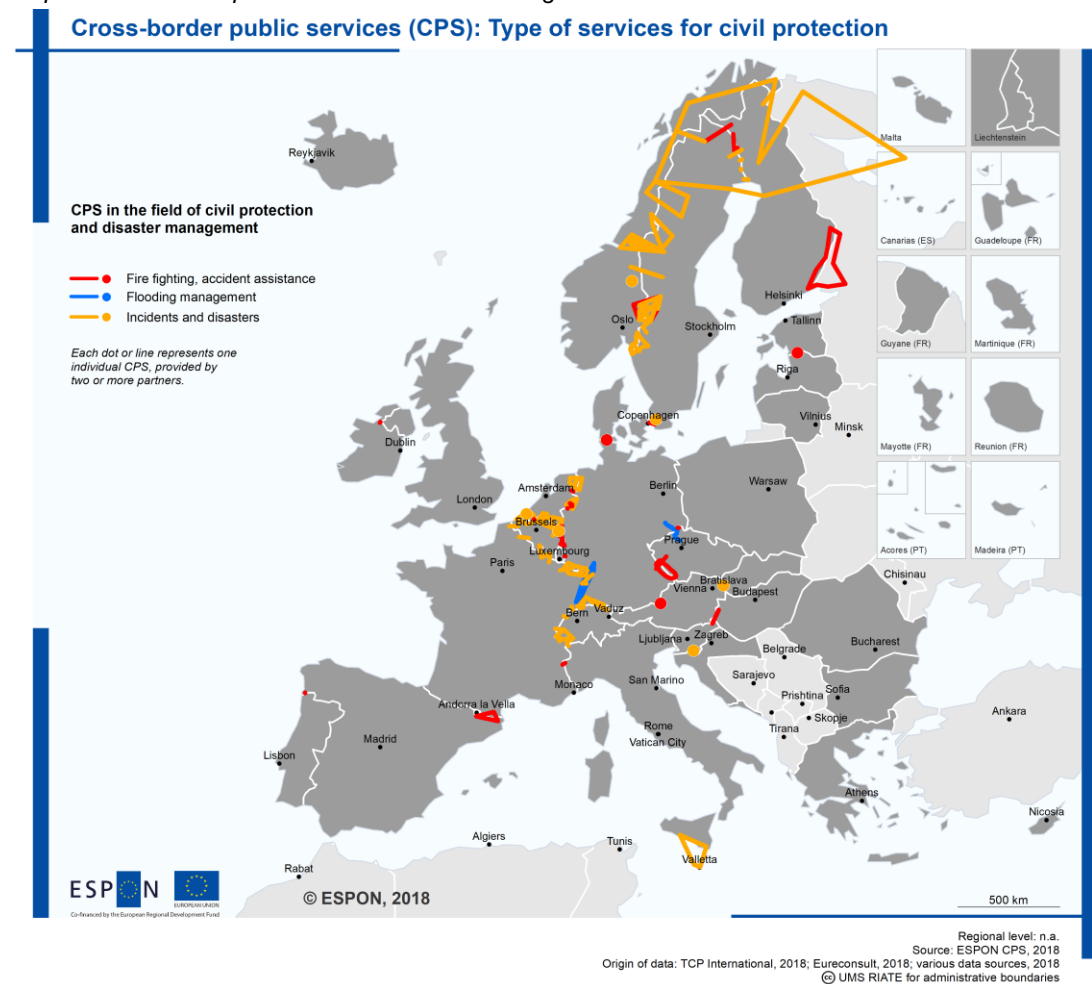 Cross-border public services (CPS): Type of services for civil protection
Malta
Liechtenstein
Reykjavik
CPS in the field of civil protection
and disaster management
Canarias (ES)
Guadeloupe (FR)
Fire fighting, accident assistance
Flooding management
Incidents and disasters
Helsinki
Tallinn
Oslo
Stockholm
Guyane (FR)
Martinique (FR)
Each dot or line represents one
individual CPS, provided by
two or more partners.
Riga
Copenhagen
Vilnius
Minsk
Dublin
Mayotte (FR)
Reunion (FR)
Amsterdam
Berlin
Warsaw
London
Brussels
Prague
Luxembourg
Paris
Acores (PT)
Madeira (PT)
Chisinau
Vienna
Bratislava
Budapest
Bern
Vaduz
Ljubljana
Zagreb
Belgrade
Bucharest
Monaco
San Marino
Sarajevo
Prishtina
Sofia
Andorra la Vella
Skopje
Tirana
Ankara
Rome
Vatican City
Madrid
Lisbon
Athens
Nicosia
Algiers
Tunis
Valletta
Rabat
ESPON
EUROPEAN UNION
Co-financed by the European Regional Development Fund
© ESPON, 2018
500 km
Regional level: n.a.
Source: ESPON CPS, 2018
Origin of data: TCP International, 2018; Eureconsult, 2018; various data sources, 2018
UMS RIATE for administrative boundaries